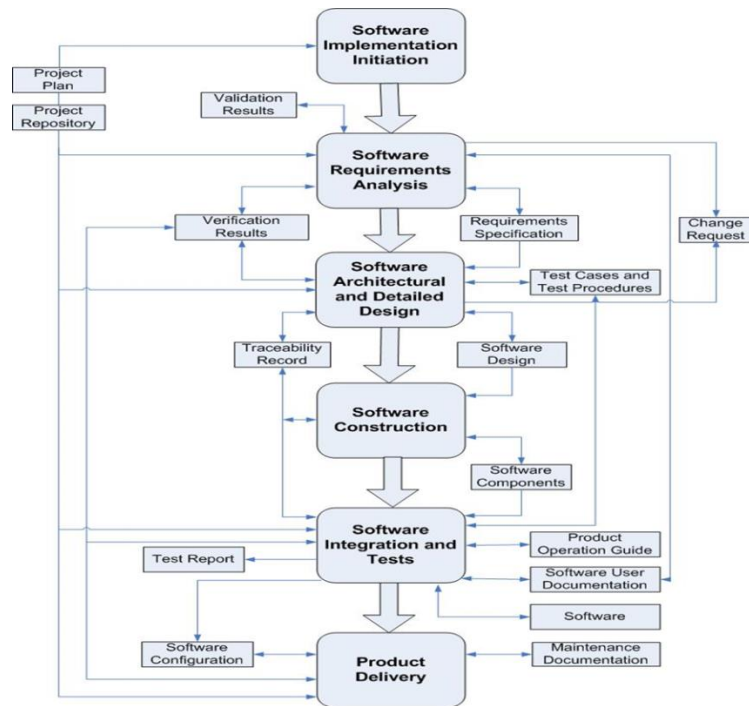 Software
Implementation
Initiation
Project
Plan
Project
Repository
Validation
Results
Software
Requirements
Analysis
Verification
Results
Requirements
Specification
Change
Request
Software
Architectural
and Detailed
Design
Test Cases and
Test Procedures
Traceability
Record
Software
Design
Software
Construction
Software
Components
Software
Integration and
Tests
Product
Operation Guide
Test Report
Software User
Documentation
Software
Software
Configuration
Product
Delivery
Maintenance
Documentation